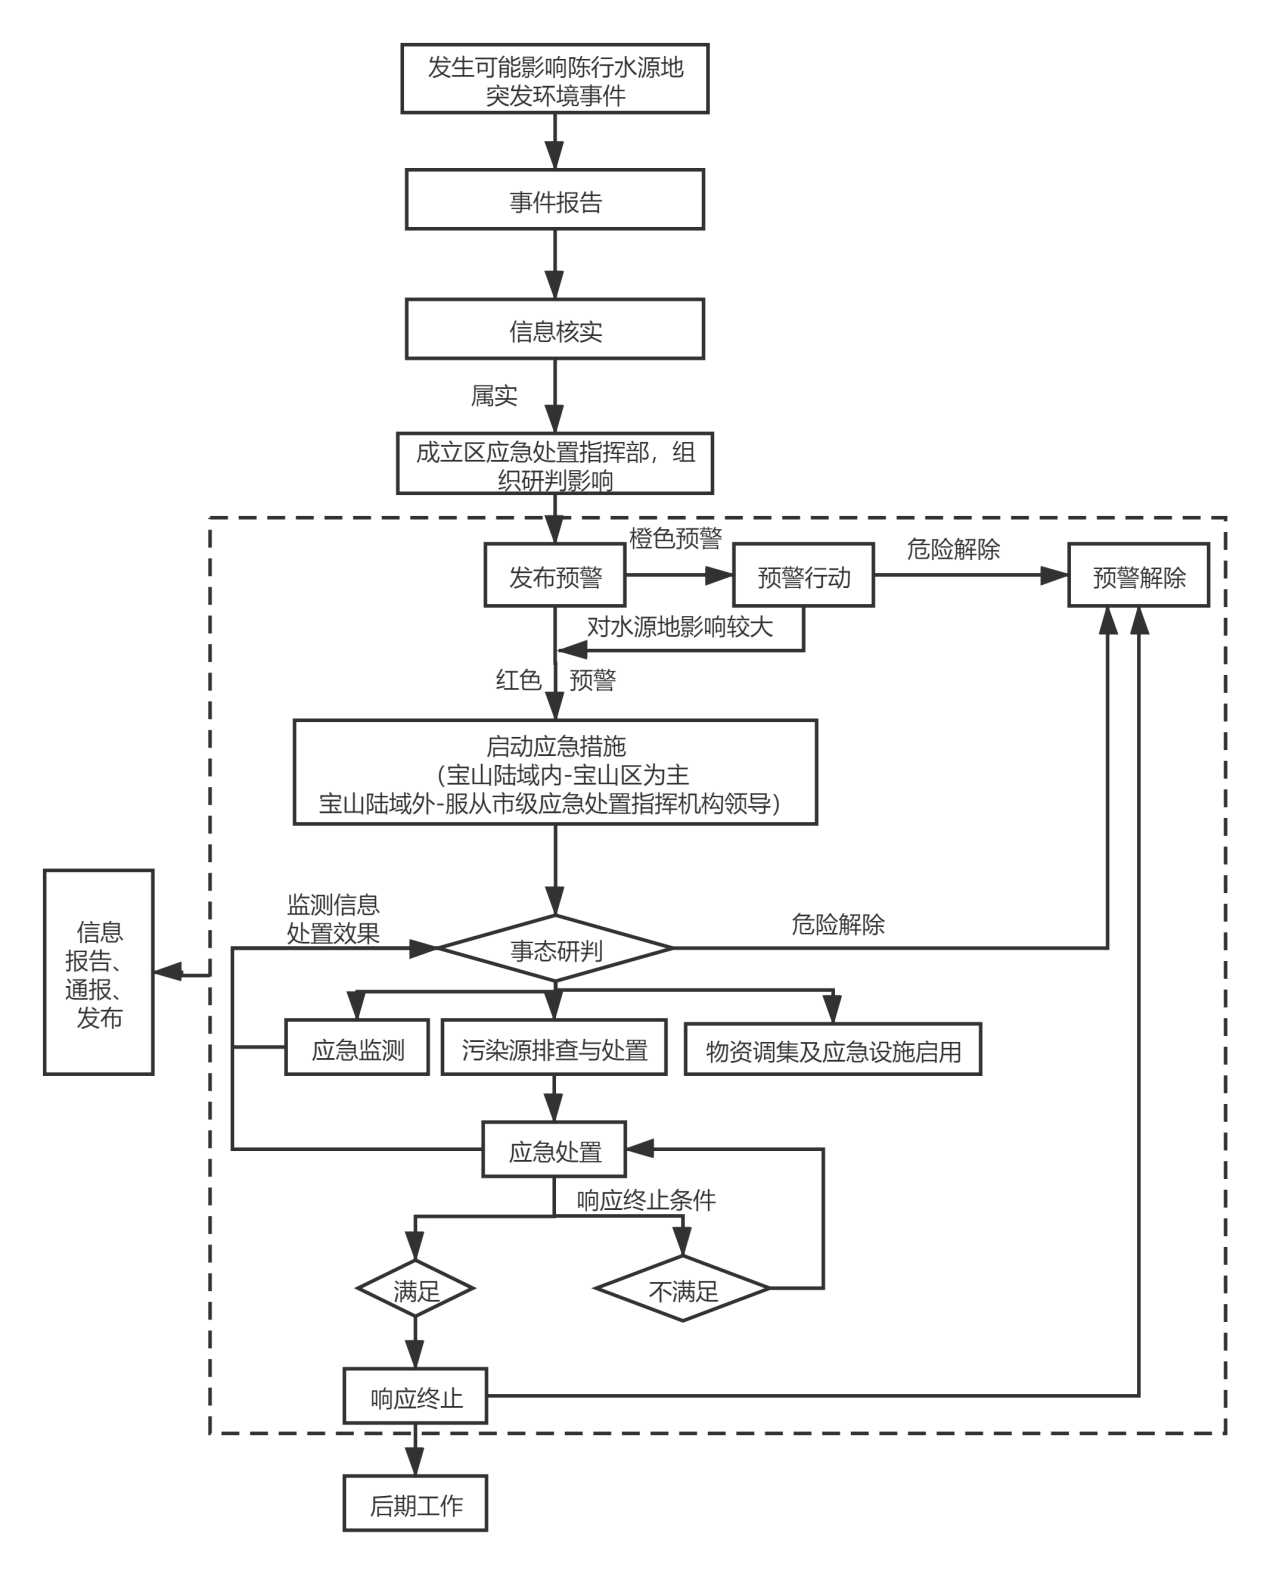 发生可能影响陈行水源地
突发环境事件
事件报告
信息核实
属实
成立区应急处置指挥部，组
织研判影响
橙色预警
危险解除
发布预警
预警行动
预警解除
对水源地影响较大
红色 预警
启动应急措施
（宝山陆域内-宝山区为主
宝山陆域外-服从市级应急处置指挥机构领导）
监测信息
处置效果
危险解除
事态研判
信息
报告、
通报、
发布
应急监测
污染源排查与处置
物资调集及应急设施启用
应急处置
响应终止条件
满足
不满足
响应终止
后期工作